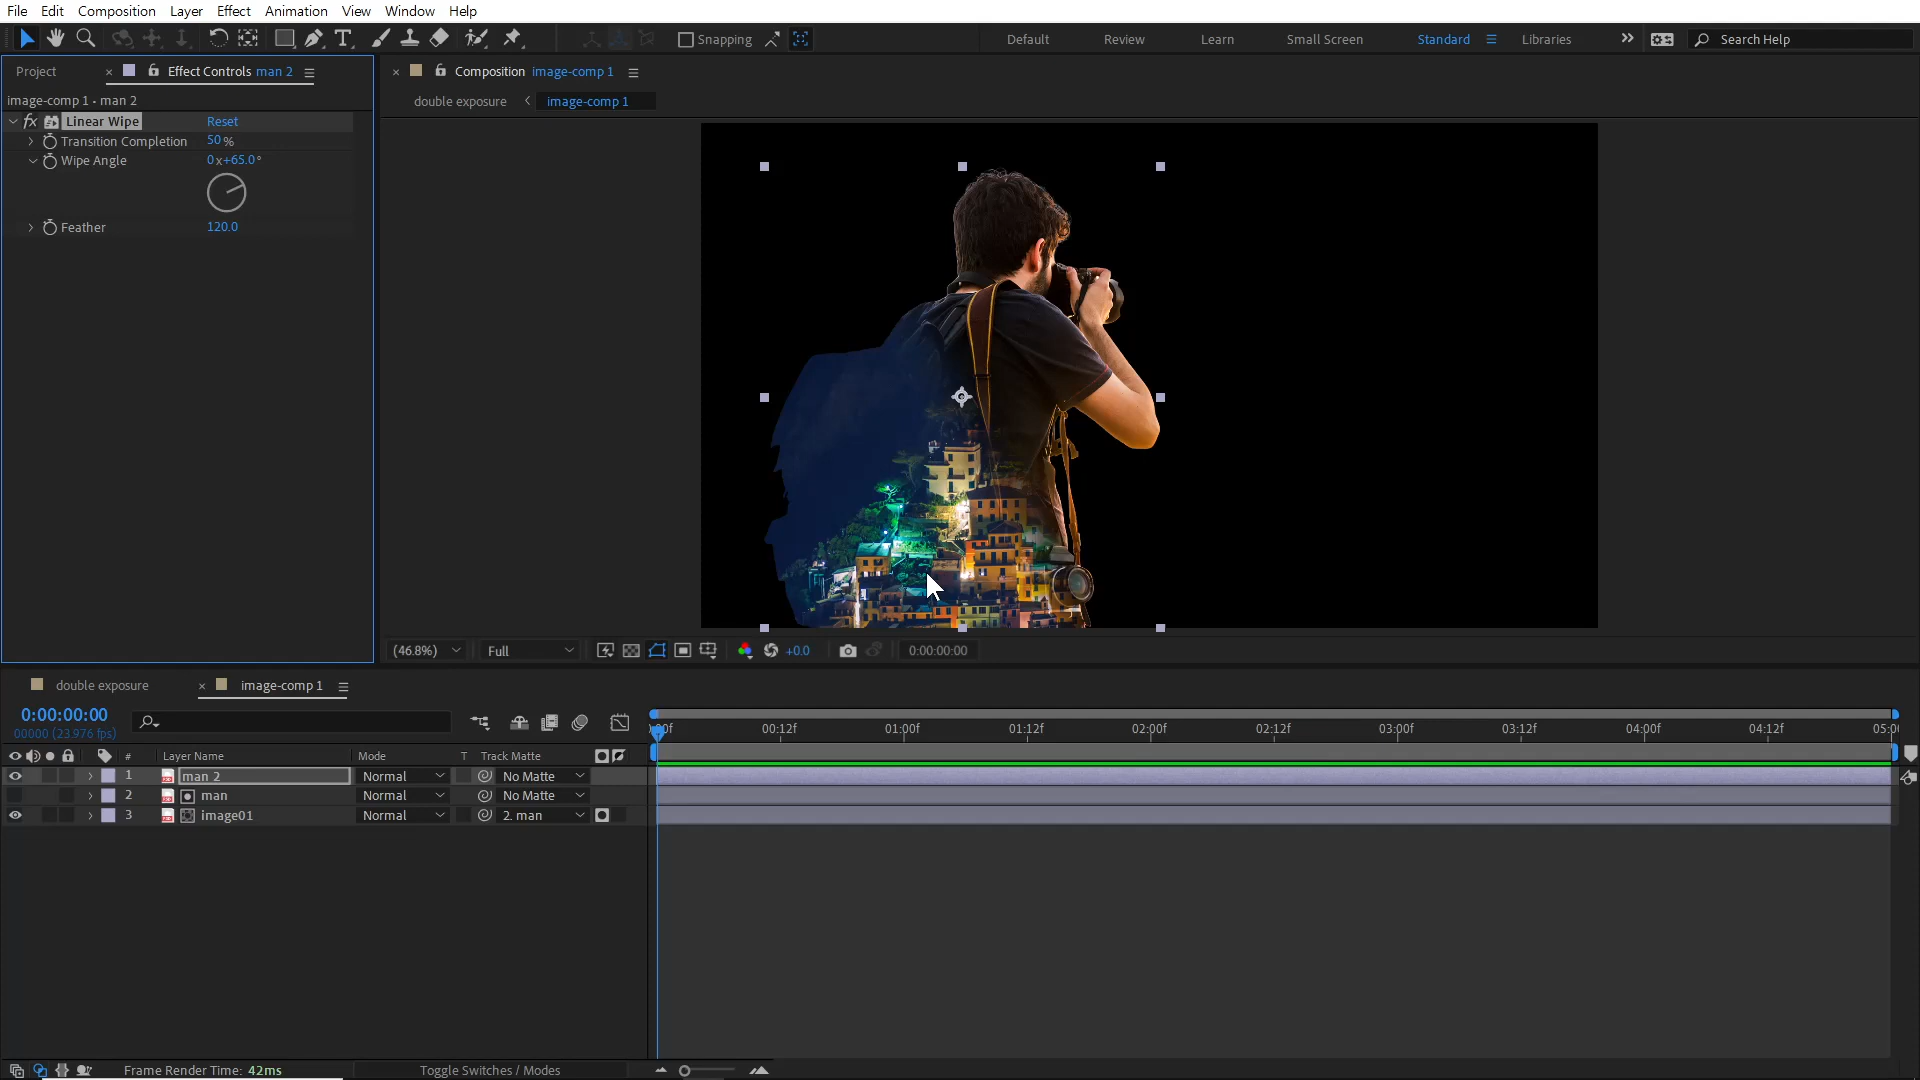 File Edit Composition Layer Effect Animation View Window Help
Snapping Default Review Learn Small Screen Standard Libraries Search Help
Project Effect Controls man 2 Composition image-comp 1
image-comp 1 • man 2 double exposure image-comp 1
fx Linear Wipe Reset
Transition Completion 50 %
Wipe Angle 0 x+65.0°
Feather 120.0
(46.8%) Full +0.0 0:00:00:00
double exposure image-comp 1
0:00:00:00
00000 (23.976 fps)
:00f 00:12f 01:00f 01:12f 02:00f 02:12f 03:00f 03:12f 04:00f 04:12f 05:0
# Layer Name Mode T Track Matte
1 man 2 Normal No Matte
2 man Normal No Matte
3 image01 Normal 2. man
Frame Render Time: 42ms Toggle Switches / Modes